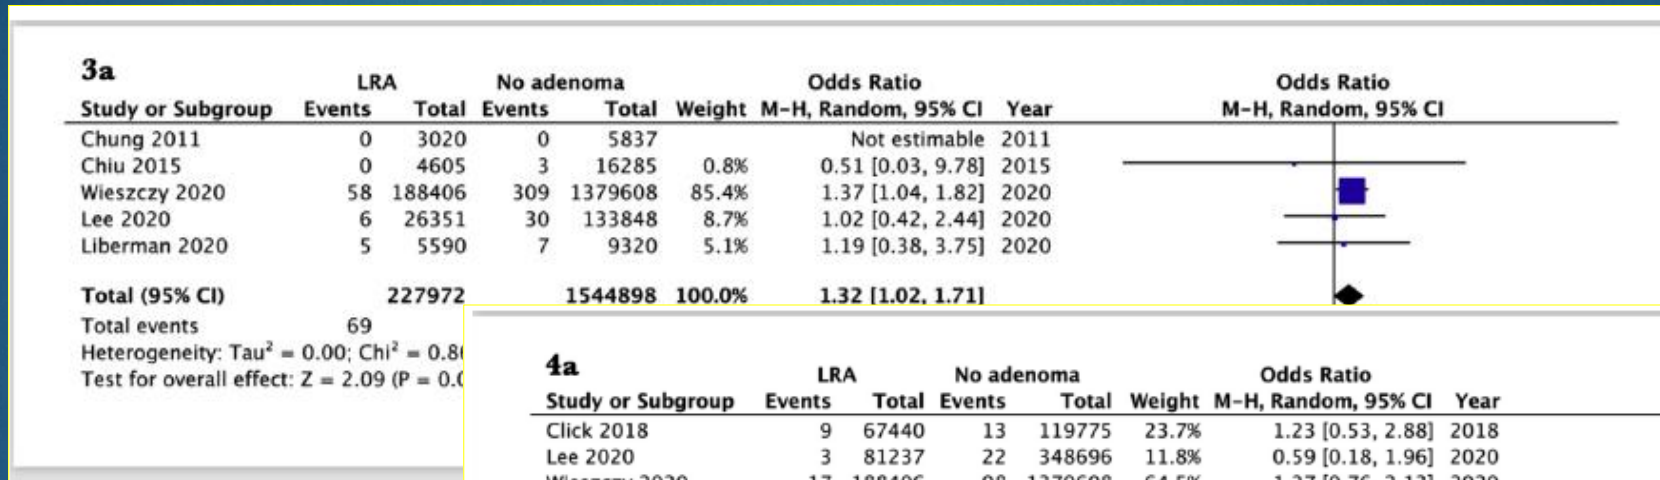 3a
LRA No adenoma Odds Ratio Odds Ratio
Study or Subgroup Events Total Events Total Weight M-H, Random, 95% CI Year M-H, Random, 95% CI
Chung 2011 0 3020 0 5837 Not estimable 2011
Chiu 2015 0 4605 3 16285 0.8% 0.51 [0.03, 9.78] 2015
Wieszczy 2020 58 188406 309 1379608 85.4% 1.37 [1.04, 1.82] 2020
Lee 2020 6 26351 30 133848 8.7% 1.02 [0.42, 2.44] 2020
Liberman 2020 5 5590 7 9320 5.1% 1.19 [0.38, 3.75] 2020
Total (95% CI) 227972 1544898 100.0% 1.32 [1.02, 1.71]
Total events 69
Heterogeneity: Tau² = 0.00; Chi² = 0.8
Test for overall effect: Z = 2.09 (P = 0.0
4a
LRA No adenoma Odds Ratio
Study or Subgroup Events Total Events Total Weight M-H, Random, 95% CI Year
Click 2018 9 67440 13 119775 23.7% 1.23 [0.53, 2.88] 2018
Lee 2020 3 81237 22 348696 11.8% 0.59 [0.18, 1.96] 2020